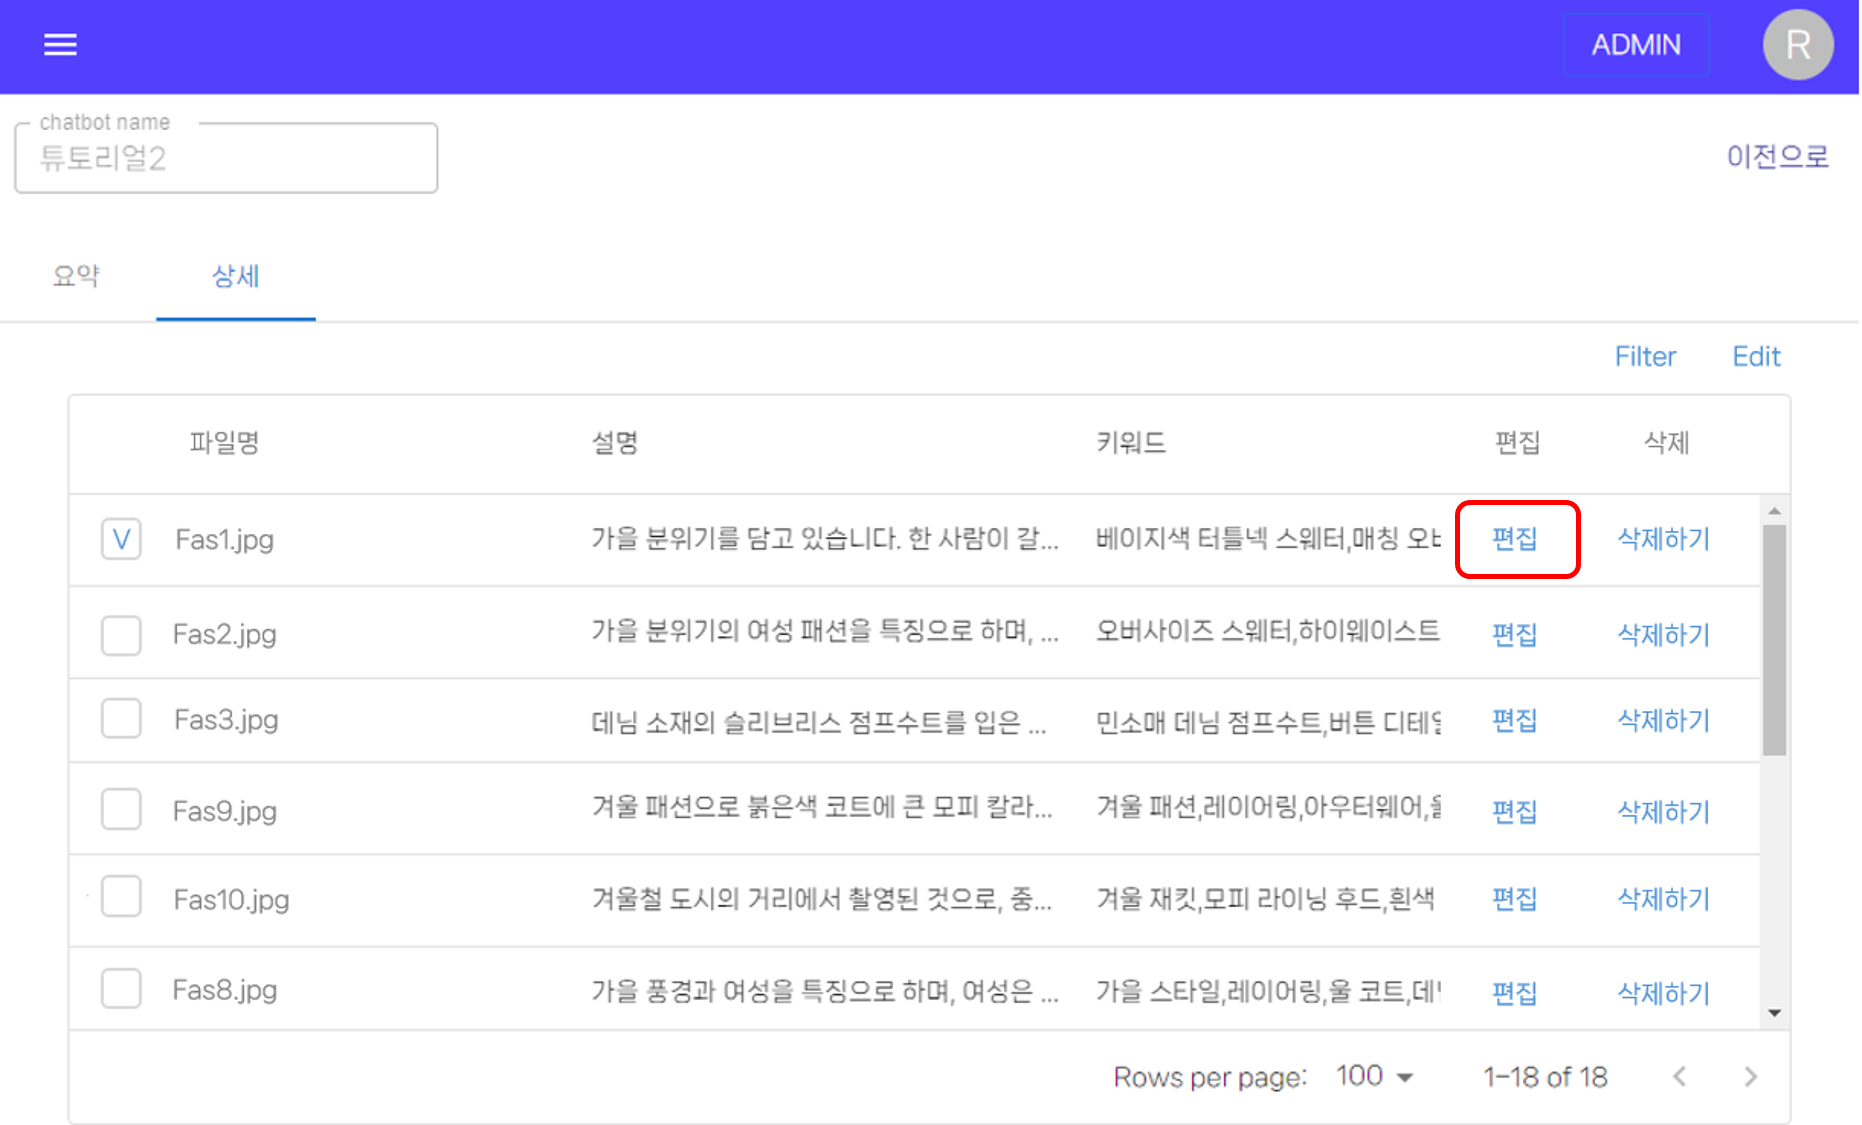 ADMIN
R
chatbot name
튜토리얼2
이전으로
요약 상세
Filter Edit
파일명 설명 키워드 편집 삭제
V Fas1.jpg 가을 분위기를 담고 있습니다. 한 사람이 갈... 베이지색 터틀넥 스웨터,매칭 오버 편집 삭제하기
Fas2.jpg 가을 분위기의 여성 패션을 특징으로 하며, ... 오버사이즈 스웨터,하이웨이스트 편집 삭제하기
Fas3.jpg 데님 소재의 슬리브리스 점프수트를 입은 ... 민소매 데님 점프수트,버튼 편집 삭제하기
Fas9.jpg 겨울 패션으로 붉은색 코트에 큰 모피 칼라... 겨울 패션,레이어링,아우터웨어, 편집 삭제하기
Fas10.jpg 겨울철 도시의 거리에서 촬영된 것으로, 중... 겨울 재킷,모피 라이닝 후드,흰색 편집 삭제하기
Fas8.jpg 가을 풍경과 여성을 특징으로 하며, 여성은 ... 가을 스타일,레이어링,울 코트, 편집 삭제하기
Rows per page: 100 1-18 of 18